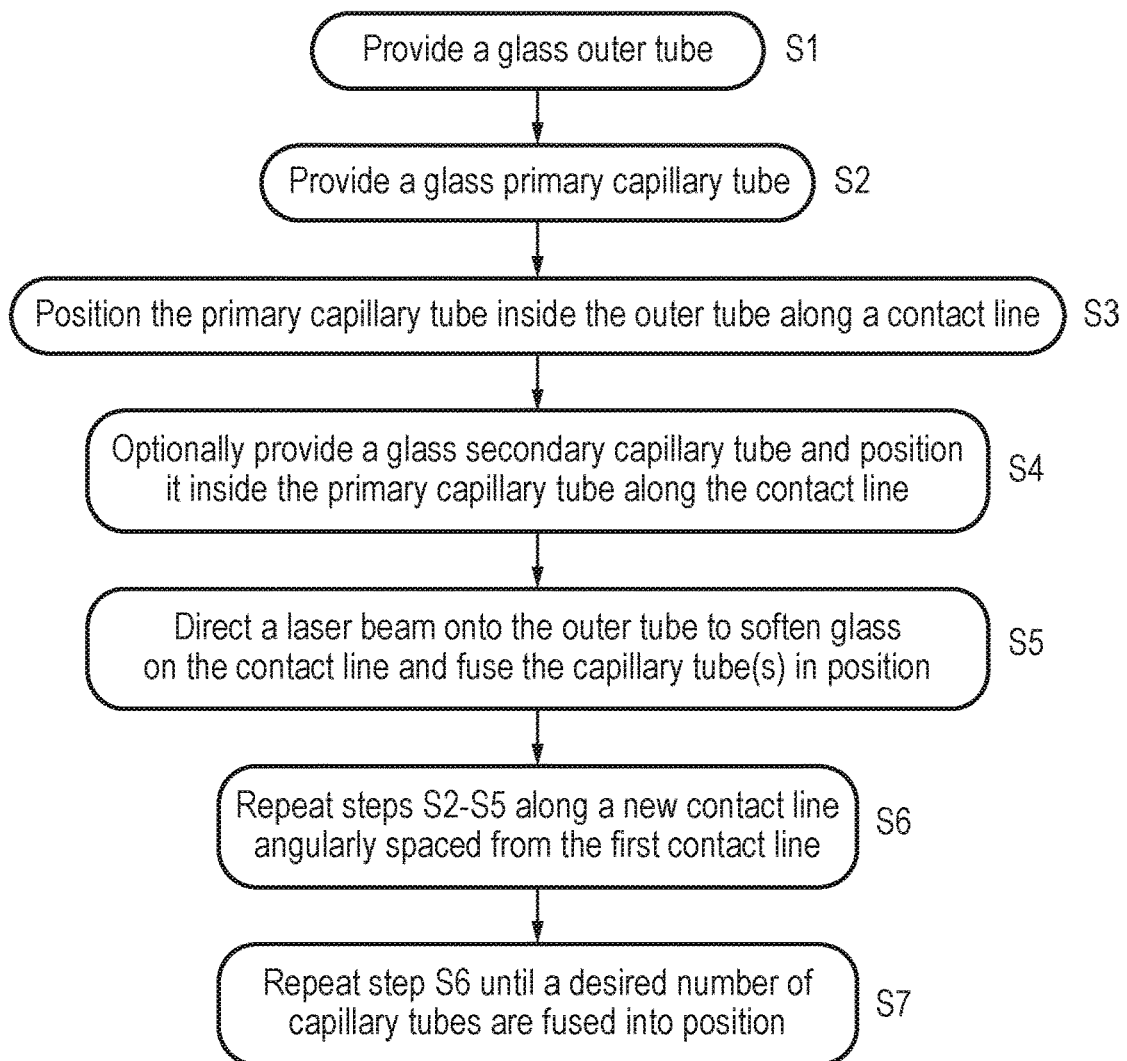 Provide a glass outer tube S1
Provide a glass primary capillary tube S2
Position the primary capillary tube inside the outer tube along a contact line S3
Optionally provide a glass secondary capillary tube and position
it inside the primary capillary tube along the contact line
S4
Direct a laser beam onto the outer tube to soften glass
on the contact line and fuse the capillary tube(s) in position
S5
Repeat steps S2-S5 along a new contact line
angularly spaced from the first contact line
S6
Repeat step S6 until a desired number of
capillary tubes are fused into position
S7